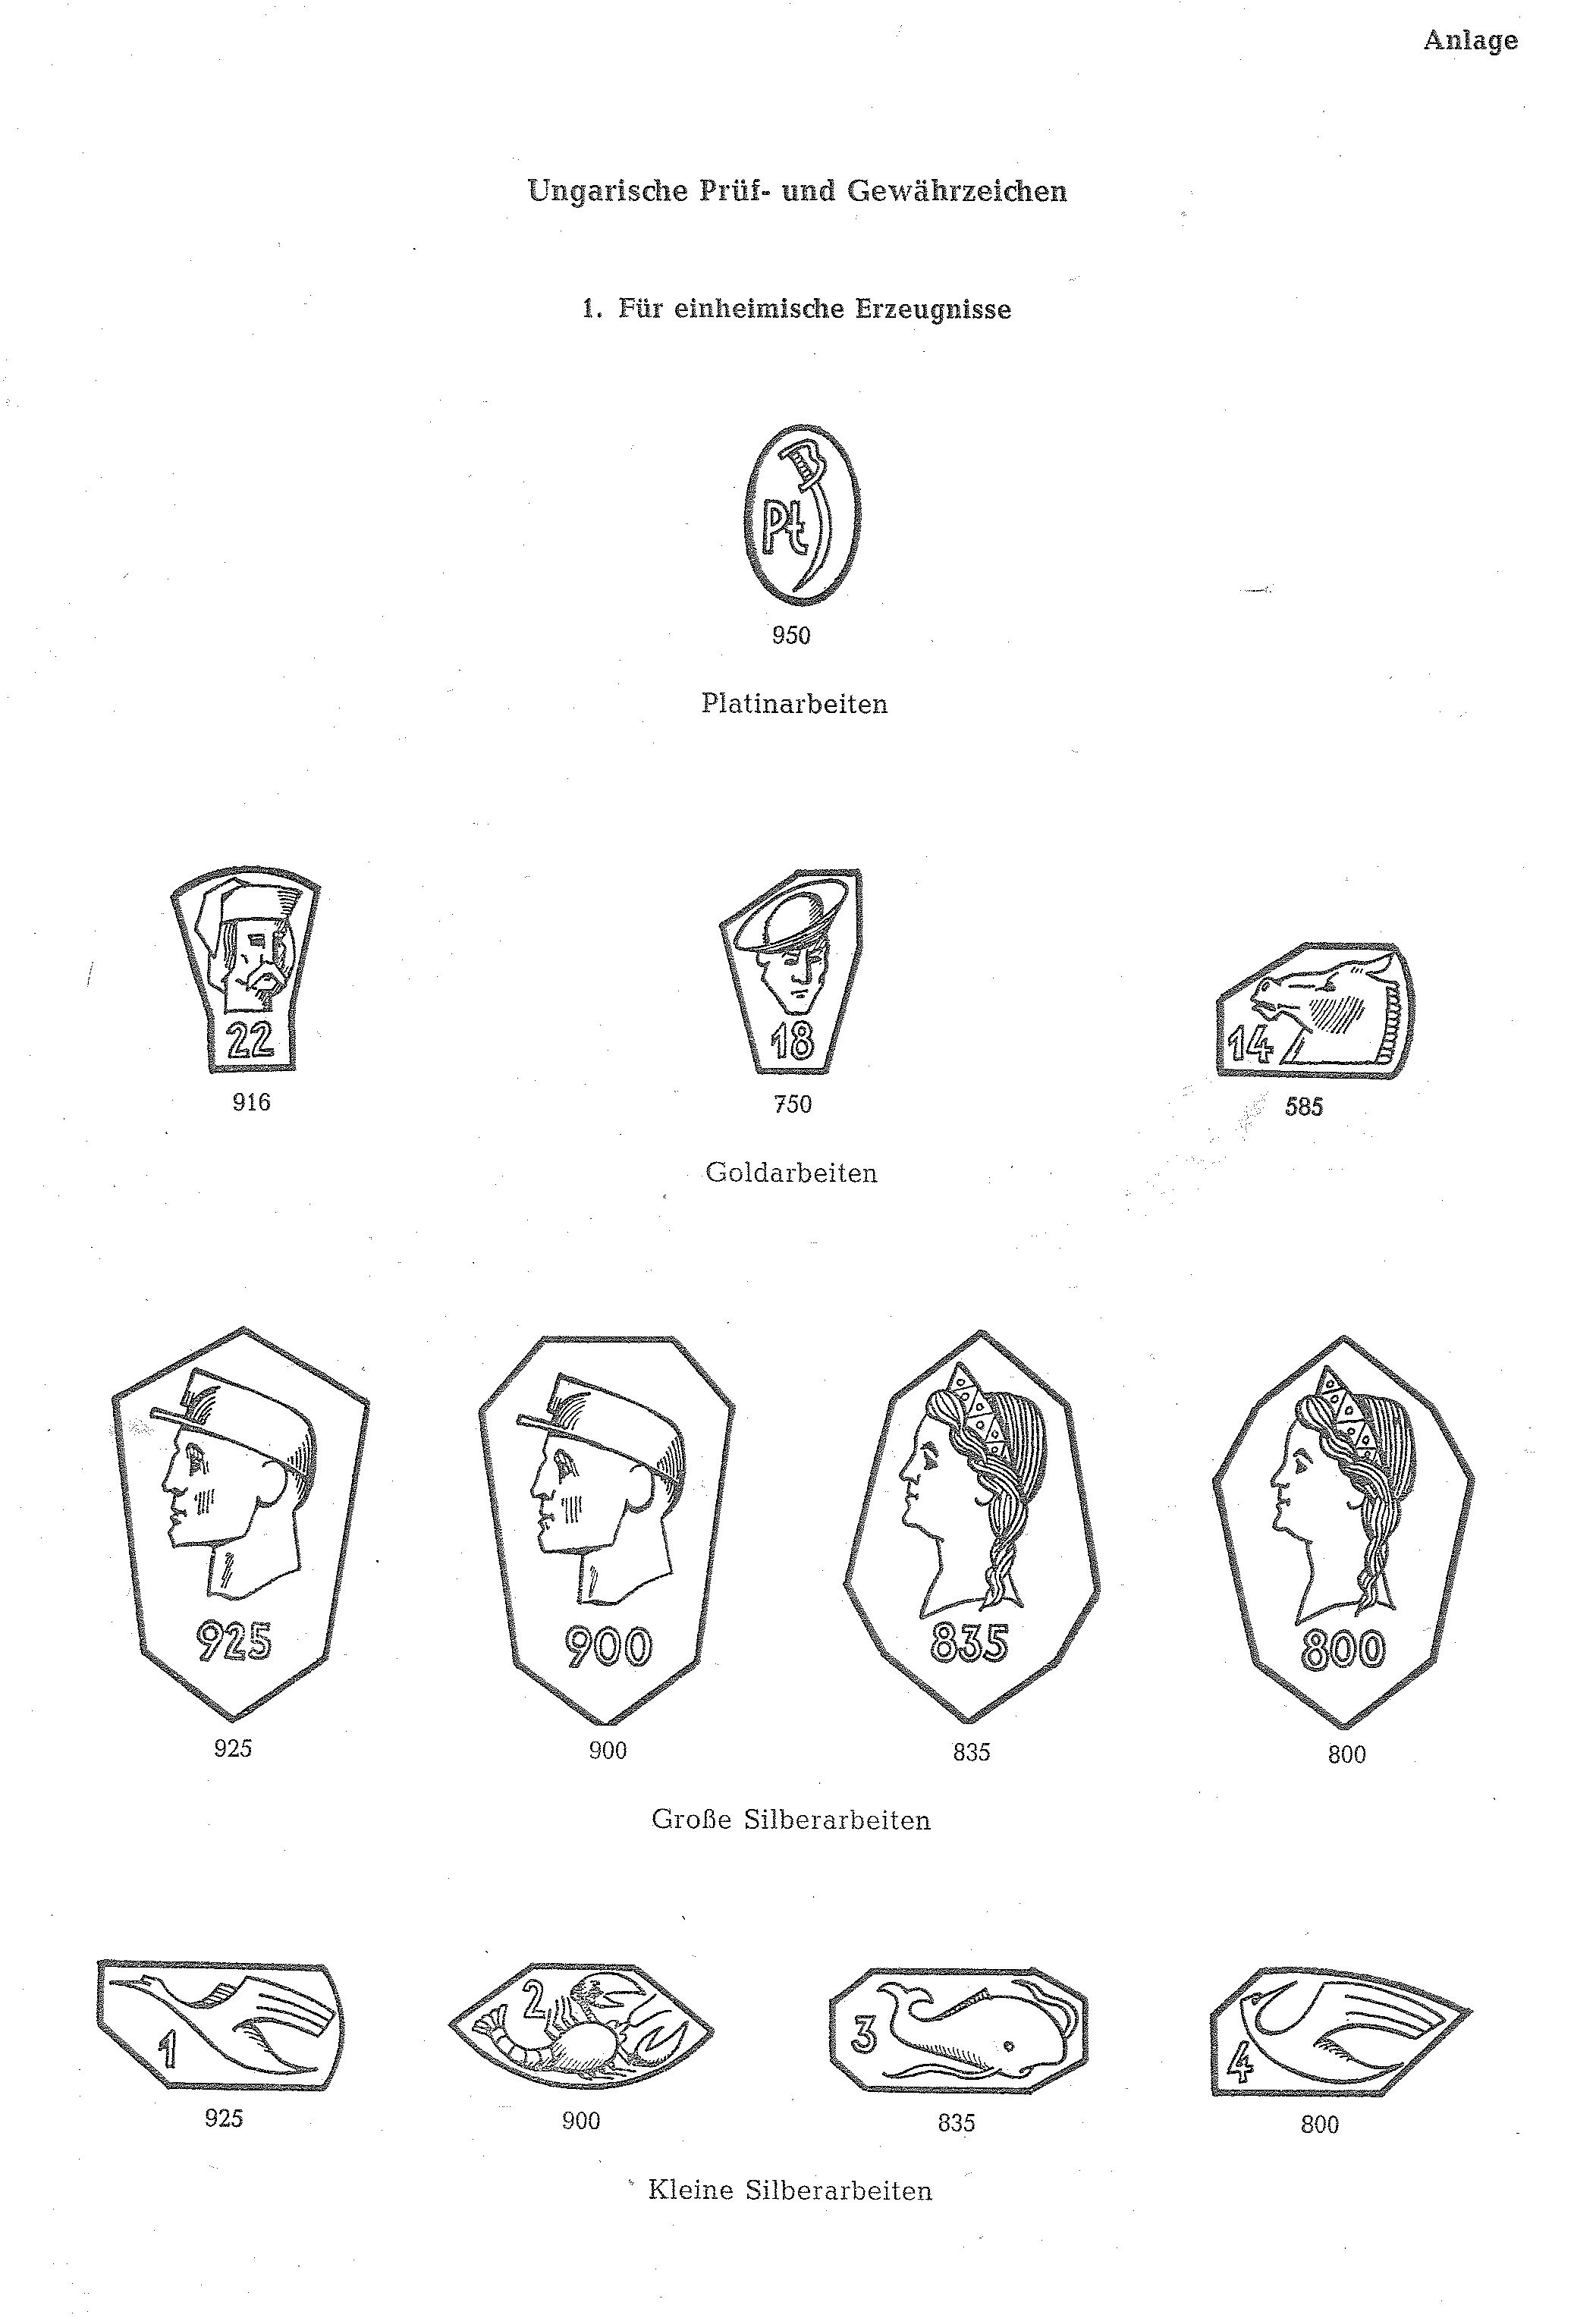 Anlage
Ungarische Prüf- und Gewährzeichen
1. Für einheimische Erzeugnisse
Pt
950
Platinarbeiten
22 18 14
916 750 585
Goldarbeiten
925 900 835 800
925 900 835 800
Große Silberarbeiten
1 2 3 4
925 900 835 800
Kleine Silberarbeiten